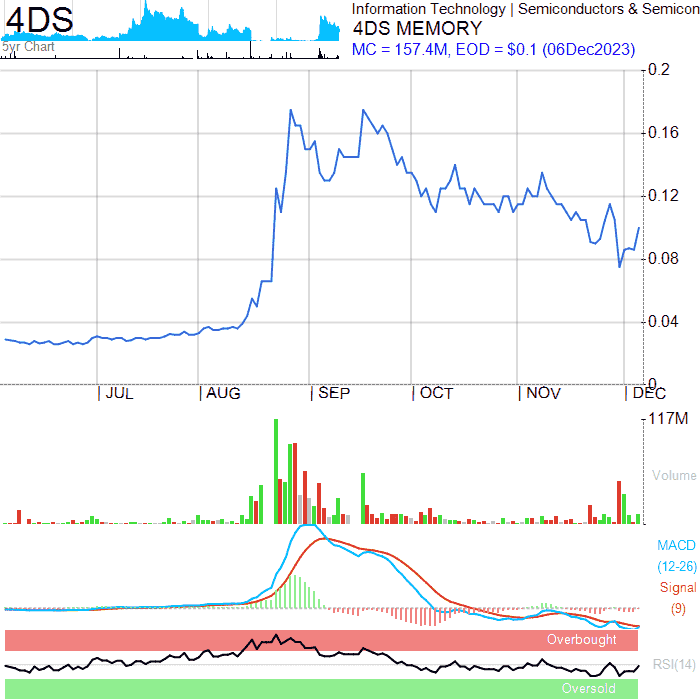 4DS
5yr Chart
Information Technology | Semiconductors & Semicon
4DS MEMORY
MC = 157.4M, EOD = $0.1 (06Dec2023)
0.2
0.16
0.12
0.08
0.04
0
JUL AUG SEP OCT NOV DEC
117M
Volume
MACD
(12-26)
Signal
(9)
Overbought
RSI(14)
Oversold